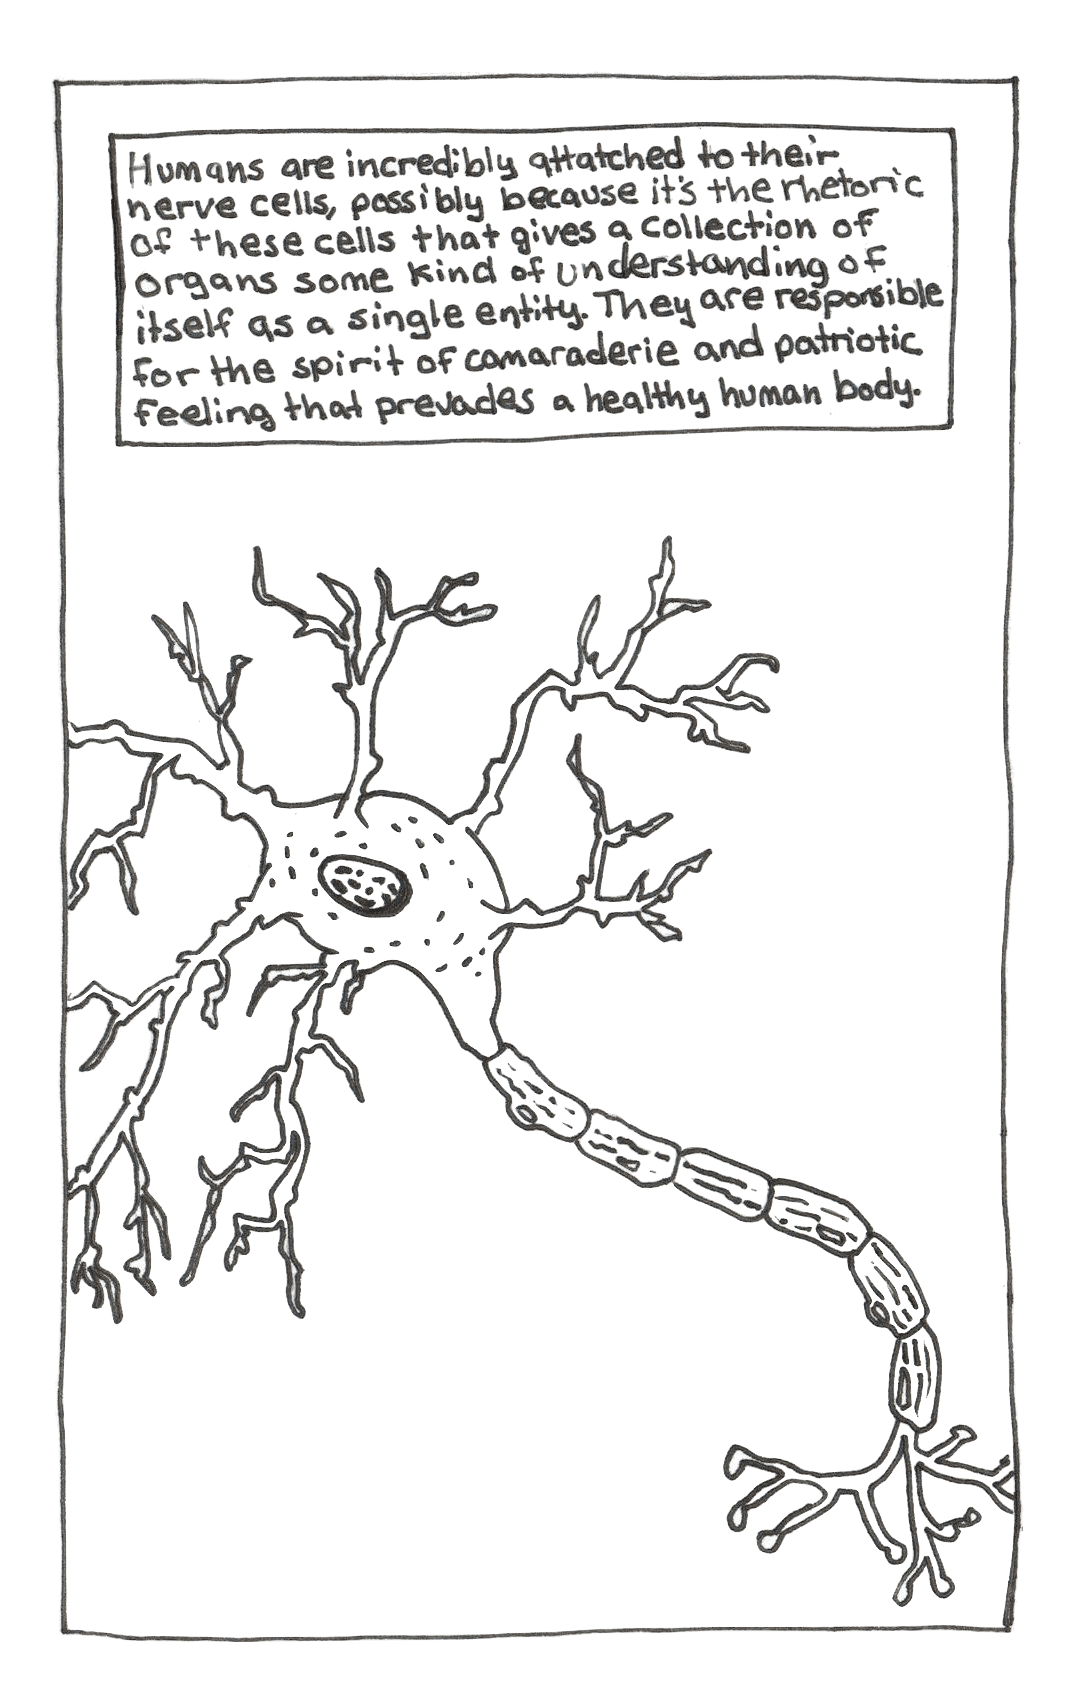 Humans are incredibly attatched to their
nerve cells, possibly because it's the rhetoric
of these cells that gives a collection of
organs some kind of understanding of
itself as a single entity. They are responsible
for the spirit of camaraderie and patriotic
feeling that prevades a healthy human body.